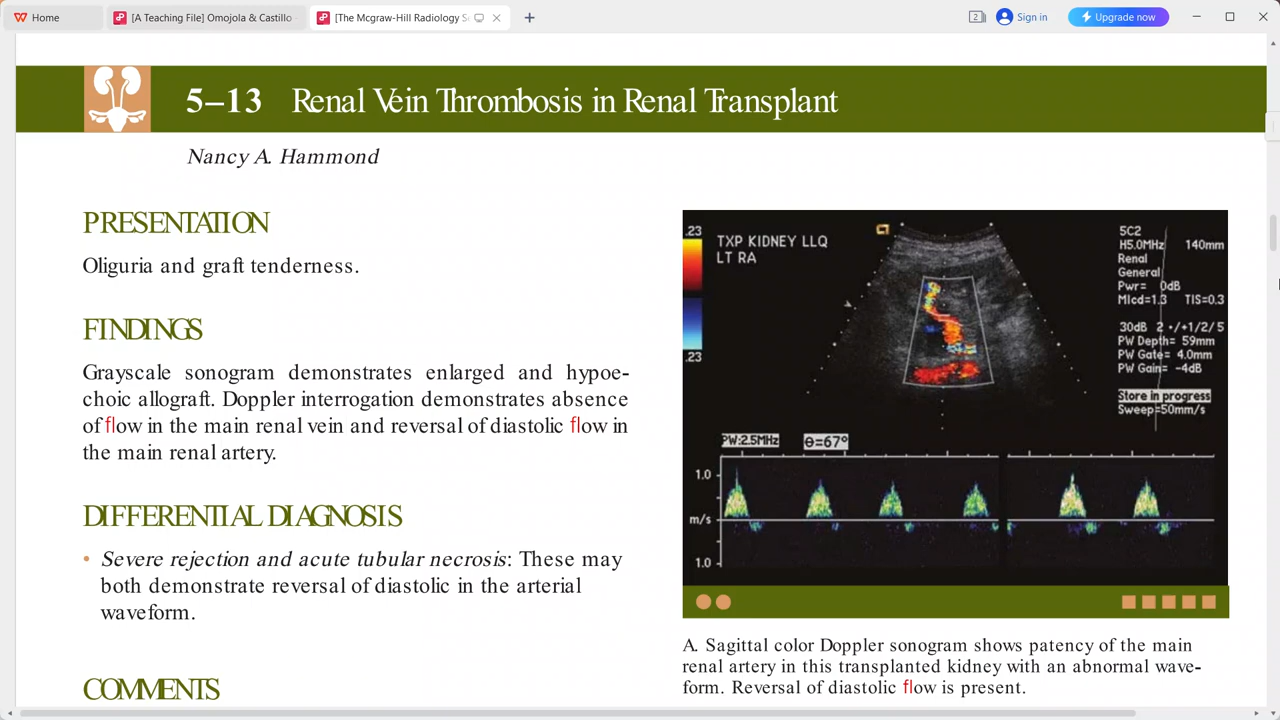 Home
[A Teaching File] Omojola & Castillo
[The Mcgraw-Hill Radiology S
2
Sign in
Upgrade now
5–13 Renal Vein Thrombosis in Renal Transplant
Nancy A. Hammond
PRESENTATION
Oliguria and graft tenderness.
FINDINGS
Grayscale sonogram demonstrates enlarged and hypoe-
choic allograft. Doppler interrogation demonstrates absence
of flow in the main renal vein and reversal of diastolic flow in
the main renal artery.
DIFFERENTIAL DIAGNOSIS
• Severe rejection and acute tubular necrosis: These may
both demonstrate reversal of diastolic in the arterial
waveform.
COMMENTS
.23
TXP KIDNEY LLQ
LT RA
.23
5C2
H5.0MHz 140mm
Renal
General
Pwr= 0dB
MIcd=1.3 TIS=0.3
30dB 2 ·/+1/2/5
PW Depth= 59mm
PW Gate= 4.0mm
PW Gain= -4dB
Store in progress
Sweep=50mm/s
PW:2.5MHz θ=67°
1.0
m/s
1.0
A. Sagittal color Doppler sonogram shows patency of the main
renal artery in this transplanted kidney with an abnormal wave-
form. Reversal of diastolic flow is present.